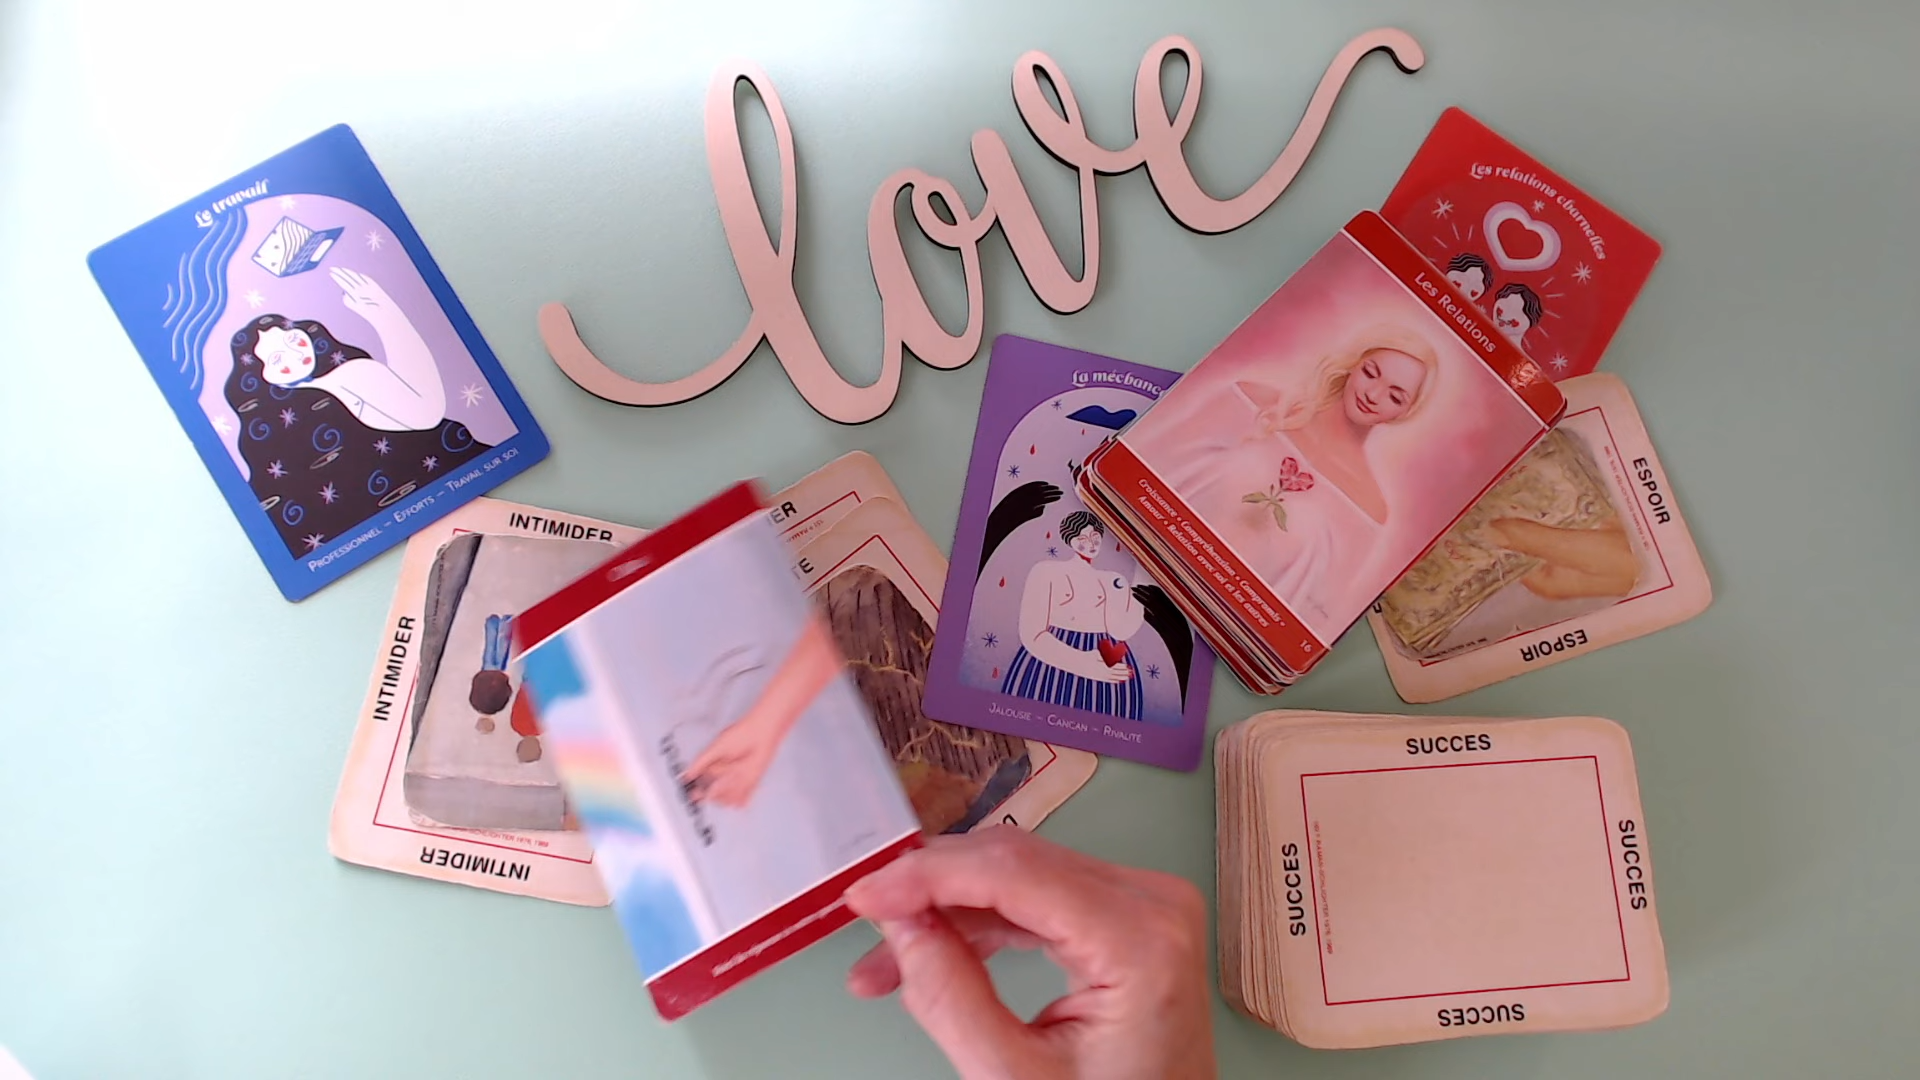 love
Le travail
PROFESSIONNEL – EFFORTS – TRAVAIL SUR SOI
Les relations charnelles
Les Relations
Croissance • Compréhension • Compromis •
Amour • Relation avec soi et les autres
16
La méchanc
JALOUSIE – CANCAN – RIVALITÉ
INTIMIDER
INTIMIDER
INTIMIDER
ER
E
ESPOIR
ESPOIR
SUCCES
SUCCES
SUCCES
SUCCES